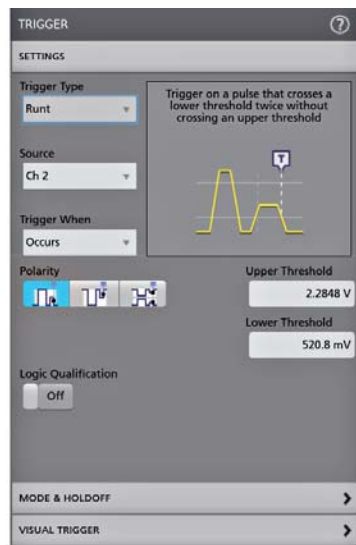 TRIGGER
?
SETTINGS
Trigger Type
Runt
Trigger on a pulse that crosses a
lower threshold twice without
crossing an upper threshold
T
Source
Ch 2
Trigger When
Occurs
Polarity
Upper Threshold
2.2848 V
Lower Threshold
520.8 mV
Logic Qualification
Off
MODE & HOLDOFF
VISUAL TRIGGER